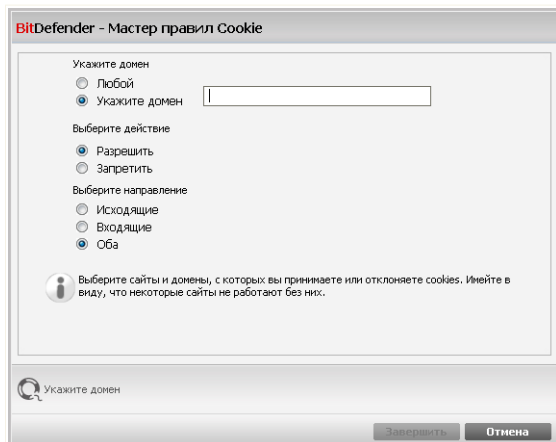 BitDefender - Мастер правил Cookie
Укажите домен
Любой
Укажите домен
Выберите действие
Разрешить
Запретить
Выберите направление
Исходящие
Входящие
Оба
Выберите сайты и домены, с которых вы принимаете или отклоняете cookies. Имейте в
виду, что некоторые сайты не работают без них.
Укажите домен
Завершить Отмена